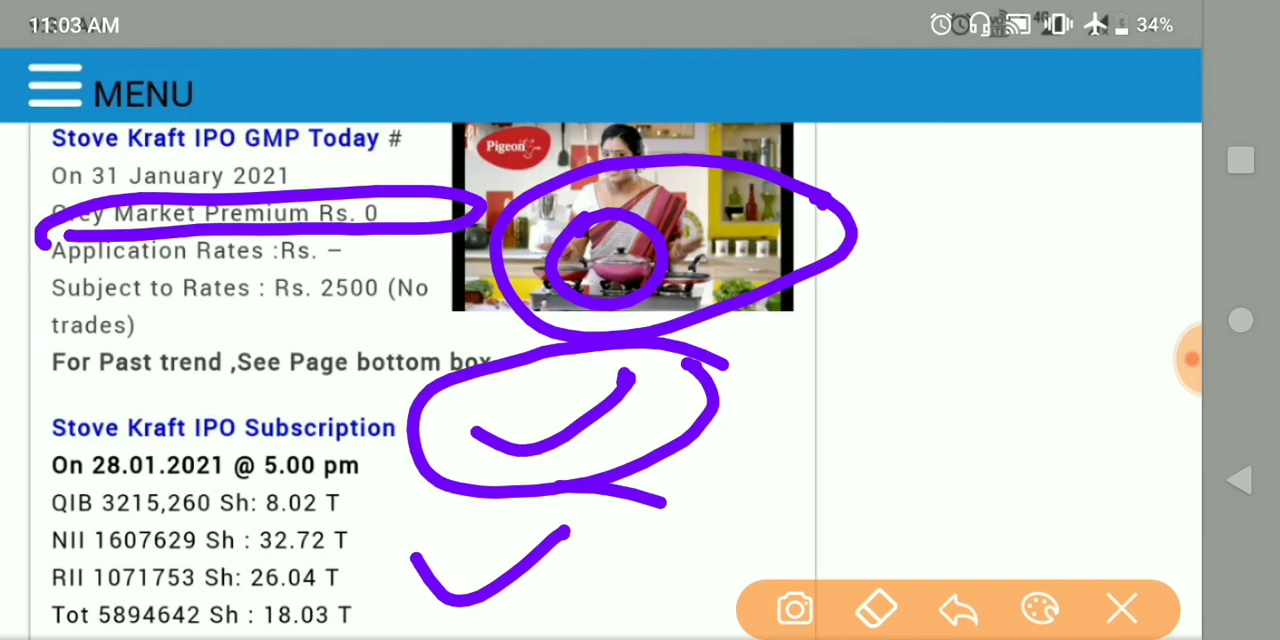 11:03 AM
34%
MENU
Stove Kraft IPO GMP Today #
On 31 January 2021
Grey Market Premium Rs. 0
Application Rates :Rs. –
Subject to Rates : Rs. 2500 (No
trades)
For Past trend ,See Page bottom box
Pigeon
Stove Kraft IPO Subscription
On 28.01.2021 @ 5.00 pm
QIB 3215,260 Sh: 8.02 T
NII 1607629 Sh : 32.72 T
RII 1071753 Sh: 26.04 T
Tot 5894642 Sh : 18.03 T